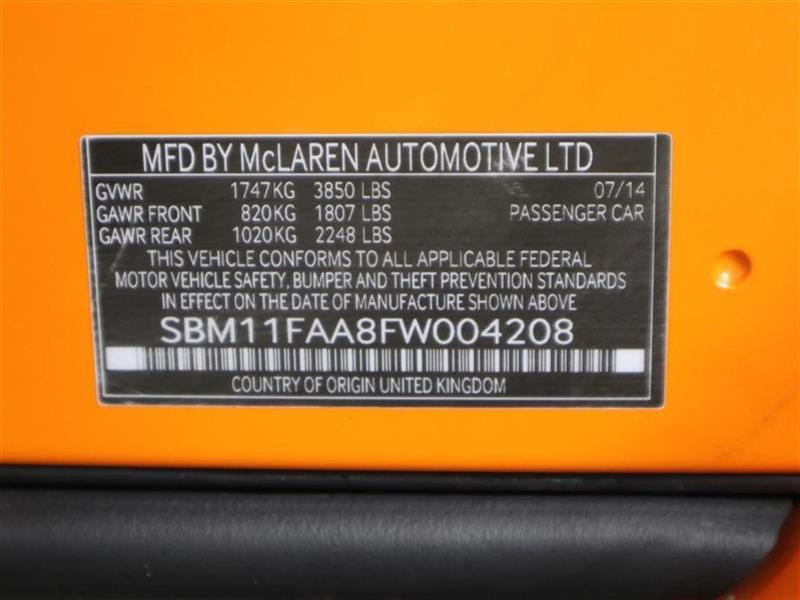 MFD BY McLAREN AUTOMOTIVE LTD
GVWR 1747KG 3850 LBS 07/14
GAWR FRONT 820KG 1807 LBS PASSENGER CAR
GAWR REAR 1020KG 2248 LBS
THIS VEHICLE CONFORMS TO ALL APPLICABLE FEDERAL
MOTOR VEHICLE SAFETY, BUMPER AND THEFT PREVENTION STANDARDS
IN EFFECT ON THE DATE OF MANUFACTURE SHOWN ABOVE
SBM11FAA8FW004208
COUNTRY OF ORIGIN UNITED KINGDOM